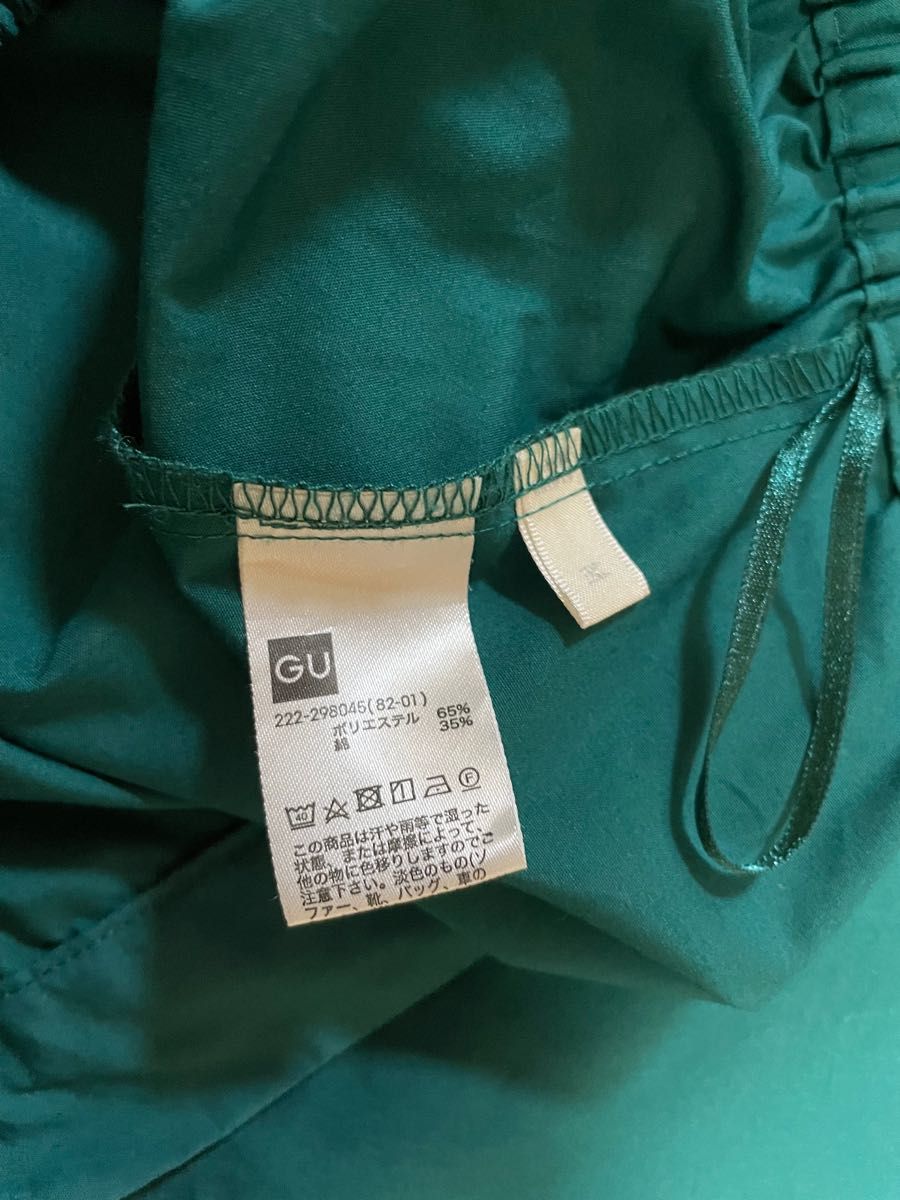 GU
222-298045(82-01)
ポリエステル 65%
綿 35%
40
F
この商品は汗や雨等で湿った
状態、または摩擦によって、
他の物に色移りしますのでご
注意下さい。淡色のもの(ソ
ファー、靴、バッグ、車の